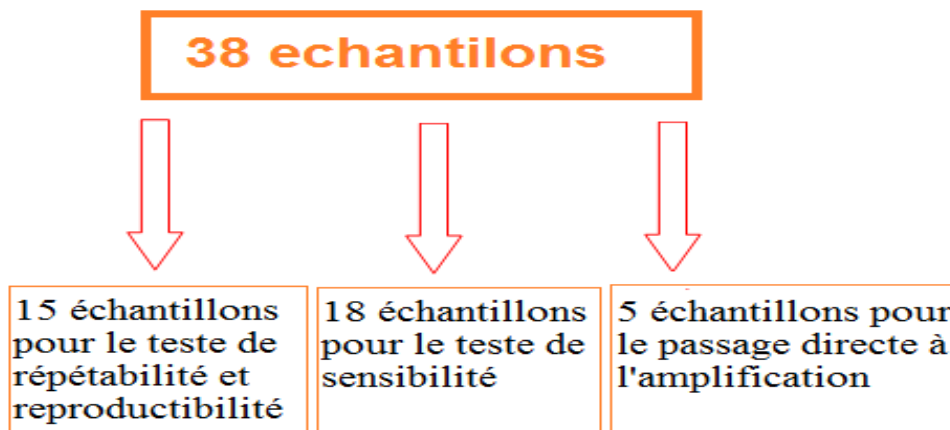 38 echantilons
15 échantillons
pour le teste de
répétabilité et
reproductibilité
18 échantillons
pour le teste de
sensibilité
5 échantillons pour
le passage directe à
l'amplification